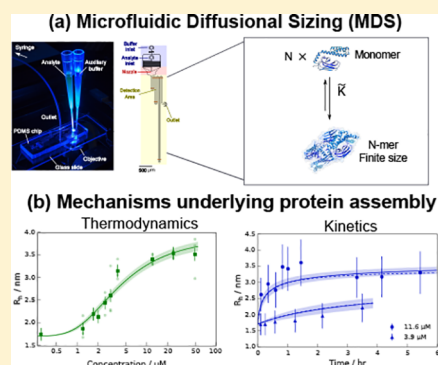 (a) Microfluidic Diffusional Sizing (MDS)
Syringe
Analyte
Auxiliary buffer
Outlet
PDMS chip
Glass slide
Objective
Buffer inlet
Analyte inlet
Nozzle
Detection Area
Outlet
500 µm
N × Monomer
K
N-mer
Finite size
(b) Mechanisms underlying protein assembly
Thermodynamics
Kinetics
4.0
3.5
3.0
2.5
2.0
1.5
Rh / nm
0.5 1 2 5 10 20 50 100
Concentration / µM
4.5
4.0
3.5
3.0
2.5
2.0
1.5
1.0
Rh / nm
11.6 µM
3.9 µM
0 1 2 3 4 5 6
Time / hr